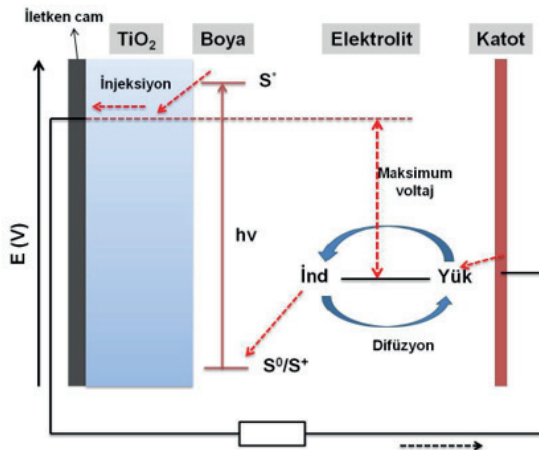 İletken cam
TiO₂
Boya
Elektrolit
Katot
İnjeksiyon
S*
Maksimum
voltaj
E (V)
hv
İnd
Yük
Difüzyon
S⁰/S⁺